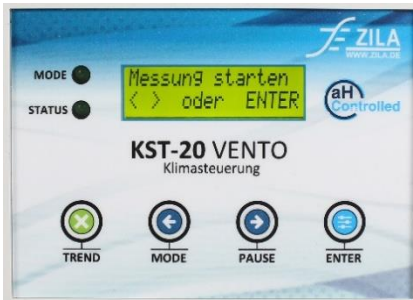 ZILA
WWW.ZILA.DE
MODE
STATUS
Messung starten
< > oder ENTER
aH
Controlled
KST-20 VENTO
Klimasteuerung
TREND
MODE
PAUSE
ENTER